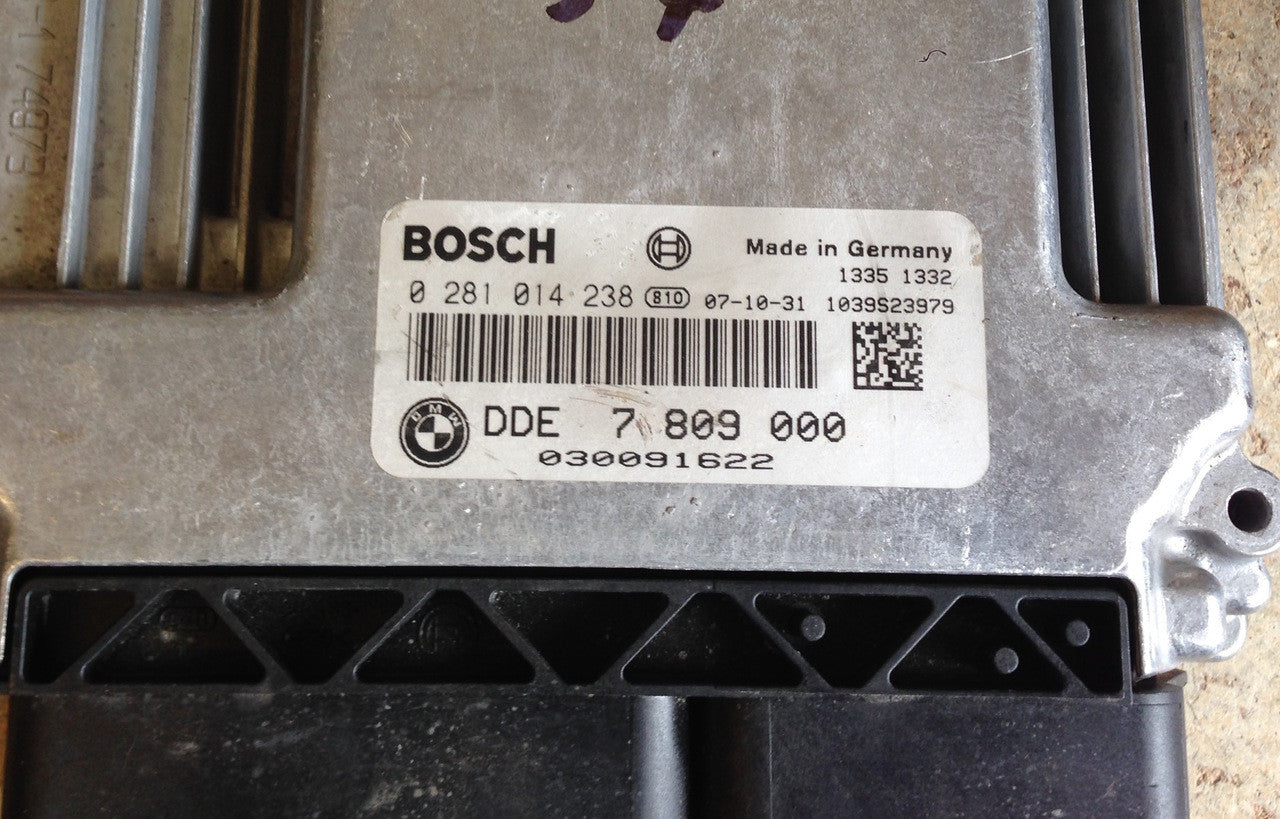 BOSCH Made in Germany
1335 1332
0 281 014 238 810 07-10-31 1039S23979
BMW DDE 7 809 000
030091622